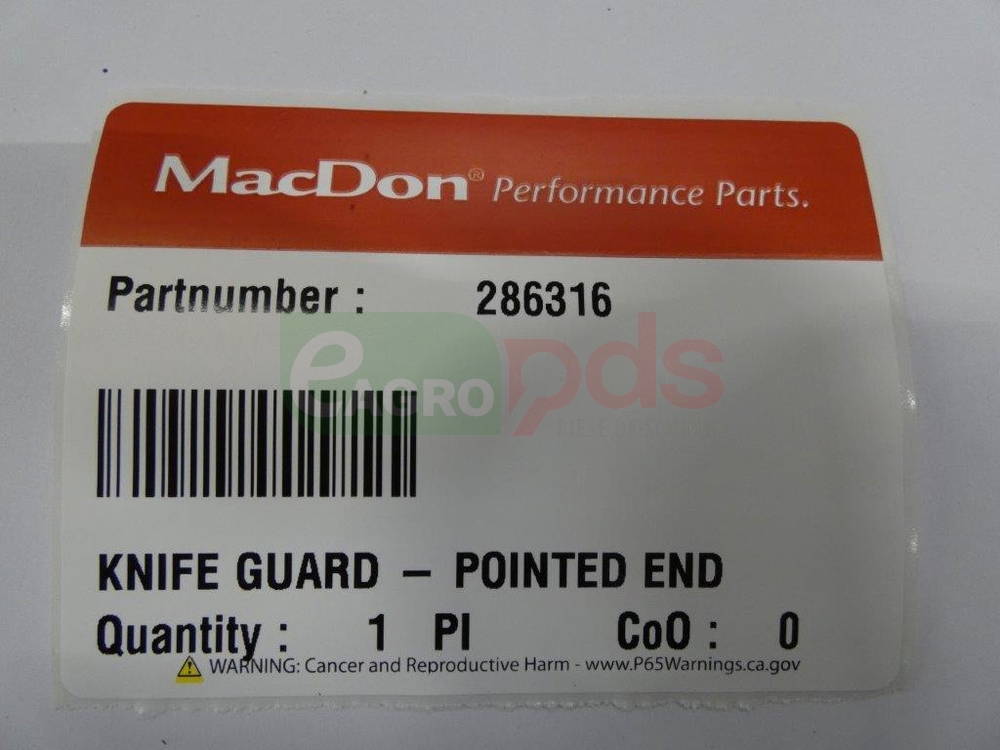 MacDon® Performance Parts.
Partnumber : 286316
eAGRO pds
KNIFE GUARD – POINTED END
Quantity : 1 PI CoO : 0
WARNING: Cancer and Reproductive Harm - www.P65Warnings.ca.gov